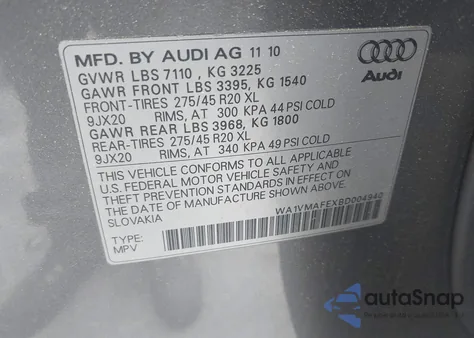 MFD. BY AUDI AG 11 10
GVWR LBS 7110 , KG 3225
GAWR FRONT LBS 3395, KG 1540
FRONT-TIRES 275/45 R20 XL
9JX20 RIMS, AT 300 KPA 44 PSI COLD
GAWR REAR LBS 3968, KG 1800
REAR-TIRES 275/45 R20 XL
9JX20 RIMS, AT 340 KPA 49 PSI COLD
THIS VEHICLE CONFORMS TO ALL APPLICABLE
U.S. FEDERAL MOTOR VEHICLE SAFETY AND
THEFT PREVENTION STANDARDS IN EFFECT ON
THE DATE OF MANUFACTURE SHOWN ABOVE.
SLOVAKIA WA1VMAFEXBD004940
TYPE:
MPV
Audi
autoSnap